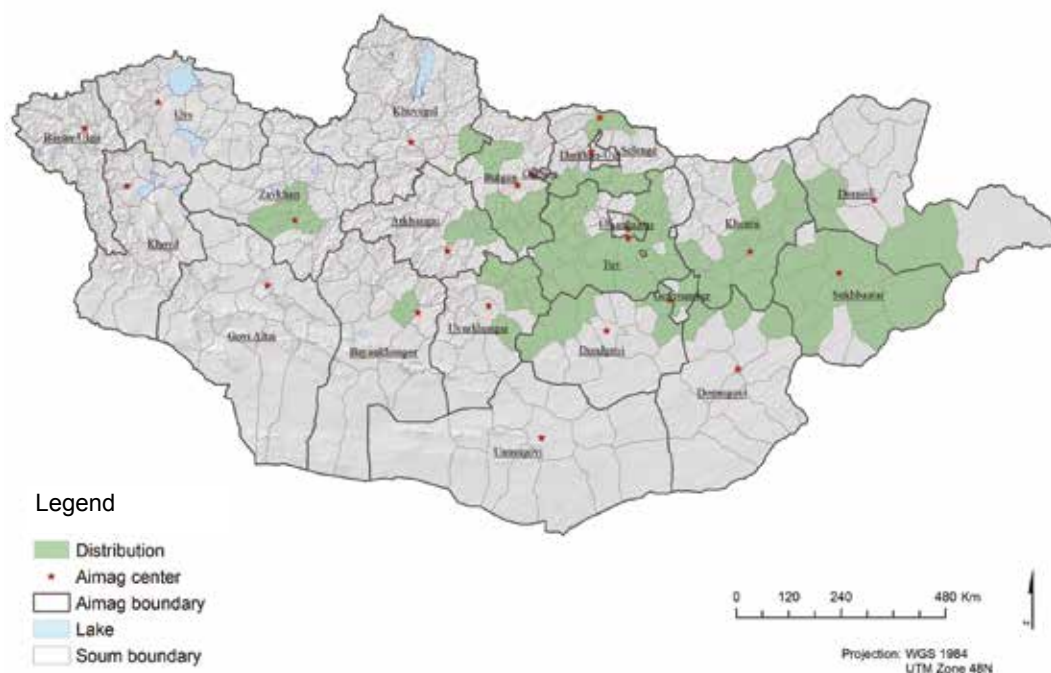 Uvs
Khuvsgul
Selenge
Bulgan
Zavkhan
Arkhangai
Khovd
Ulaanbaatar
Khentii
Dornod
Tuv
Sukhbaatar
Uvurkhangai
Govi Altai
Bayankhongor
Dundgovi
Dornogovi
Umnugovi
Legend
Distribution
Aimag center
Aimag boundary
Lake
Soum boundary
0 120 240 480 Km
Projection: WGS 1984
UTM Zone 48N